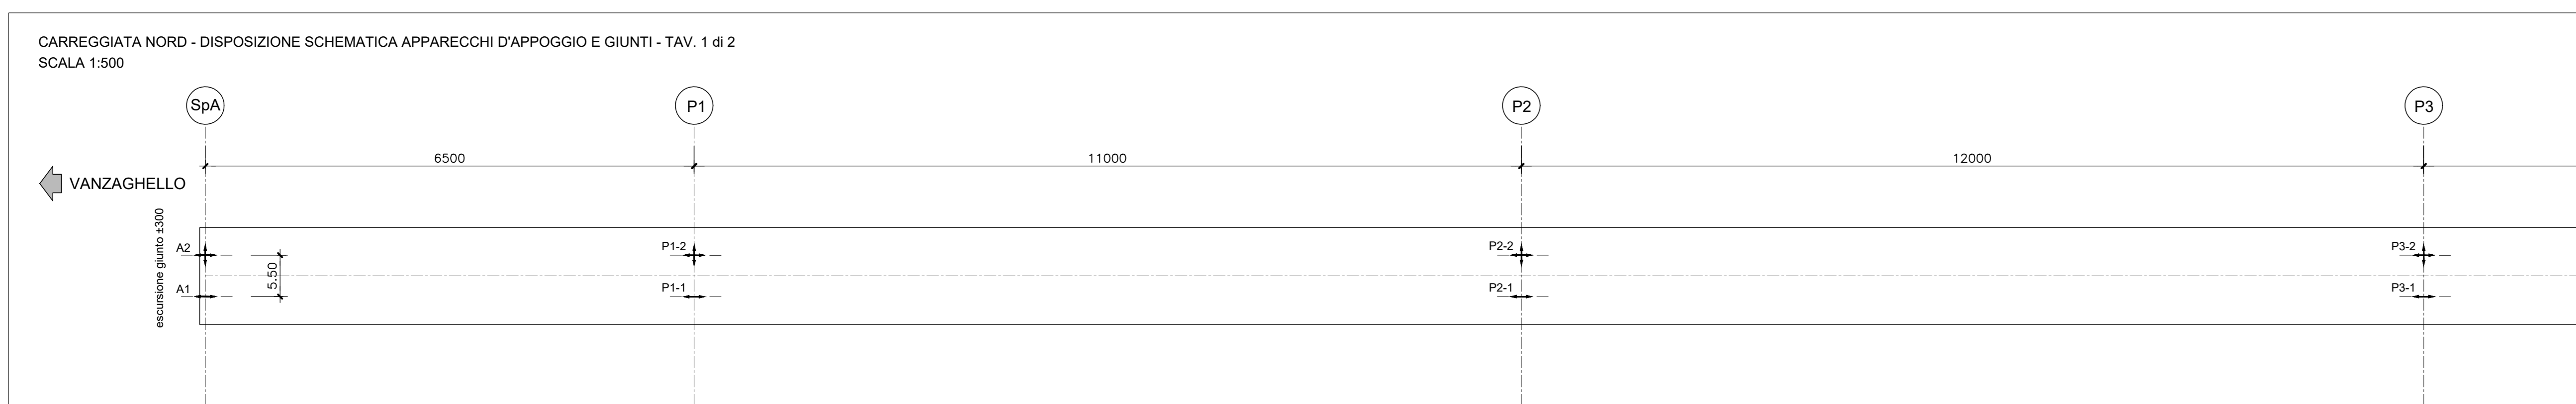 CARREGGIATA NORD - DISPOSIZIONE SCHEMATICA APPARECCHI D'APPOGGIO E GIUNTI - TAV. 1 di 2
SCALA 1:500
SpA
P1
P2
P3
6500
11000
12000
VANZAGHELLO
escursione giunto ±300
A2
P1-2
P2-2
P3-2
5.50
A1
P1-1
P2-1
P3-1